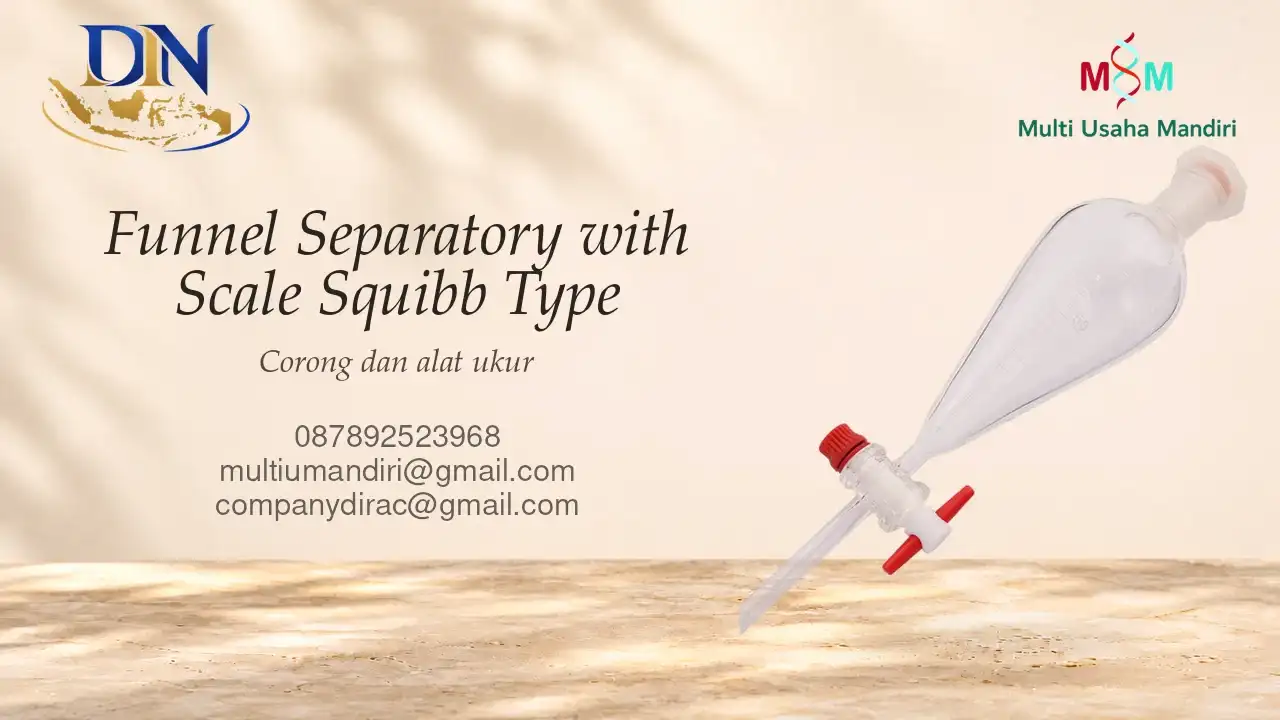 DIN
M M
Multi Usaha Mandiri
Funnel Separatory with
Scale Squibb Type
Corong dan alat ukur
087892523968
multiumandiri@gmail.com
companydirac@gmail.com